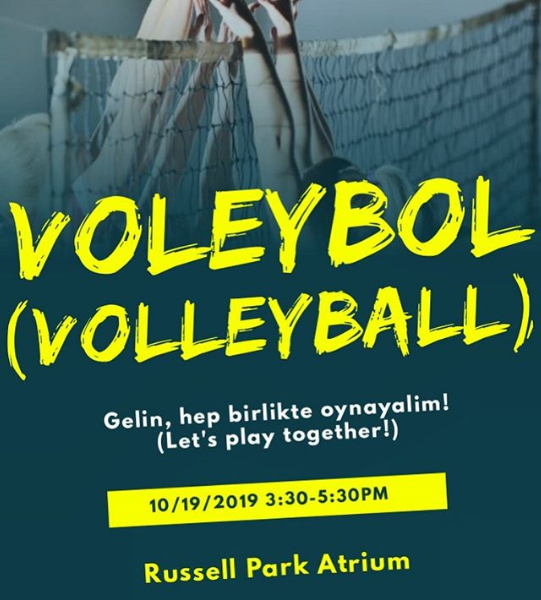 VOLEYBOL
(VOLLEYBALL)
Gelin, hep birlikte oynayalim!
(Let's play together!)
10/19/2019 3:30-5:30PM
Russell Park Atrium